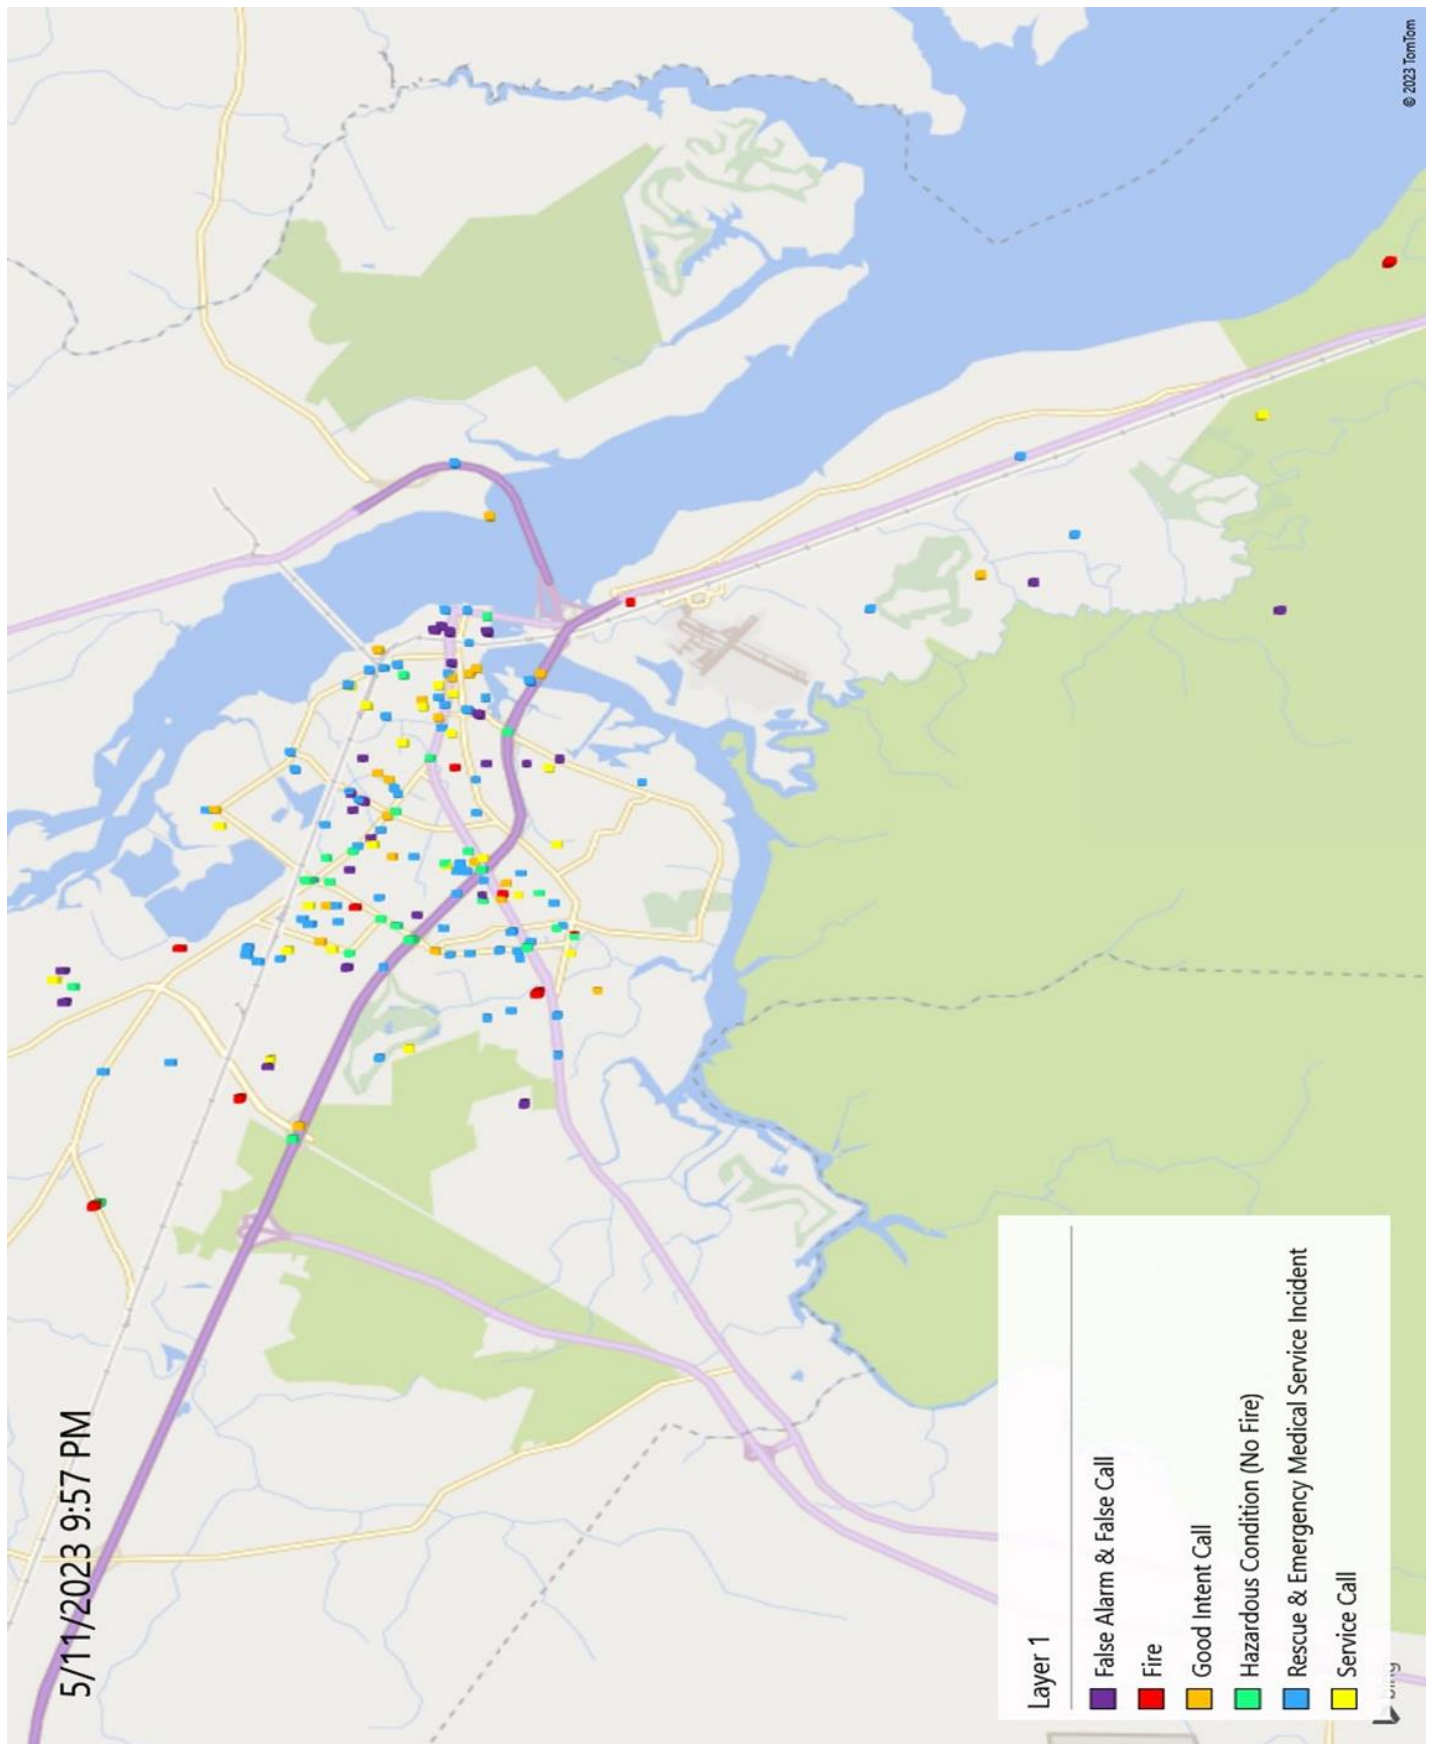 5/11/2023 9:57 PM
Layer 1
False Alarm & False Call
Fire
Good Intent Call
Hazardous Condition (No Fire)
Rescue & Emergency Medical Service Incident
Service Call
© 2023 TomTom